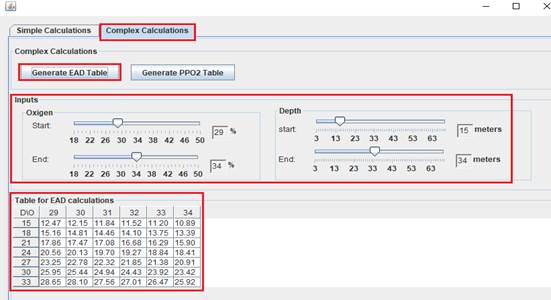 Simple Calculations Complex Calculations
Complex Calculations
Generate EAD Table Generate PPO2 Table
Inputs
Oxigen
Start:
29 %
18 22 26 30 34 38 42 46 50
End:
34 %
18 22 26 30 34 38 42 46 50
Depth
start:
15 meters
3 13 23 33 43 53 63
End:
34 meters
3 13 23 33 43 53 63
Table for EAD calculations
D\O 29 30 31 32 33 34
15 12.47 12.15 11.84 11.52 11.20 10.89
18 15.16 14.81 14.46 14.10 13.75 13.39
21 17.86 17.47 17.08 16.68 16.29 15.90
24 20.56 20.13 19.70 19.27 18.84 18.41
27 23.25 22.78 22.32 21.85 21.38 20.91
30 25.95 25.44 24.94 24.43 23.92 23.42
33 28.65 28.10 27.56 27.01 26.47 25.92